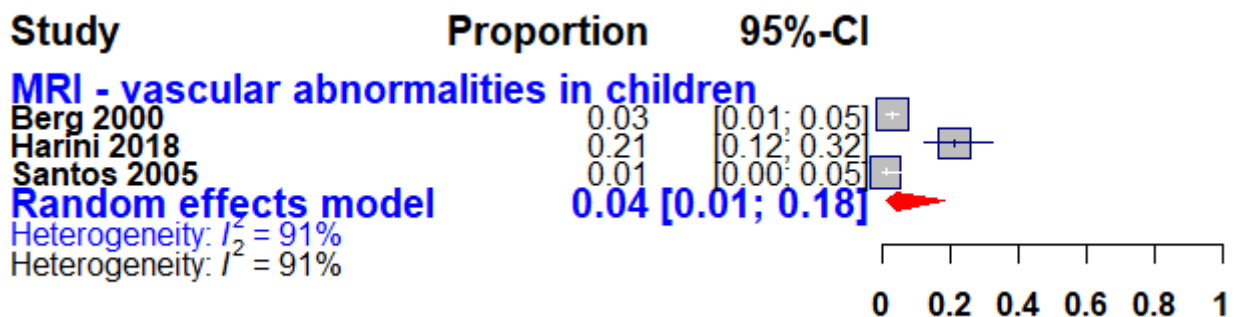 Study Proportion 95%-CI
MRI - vascular abnormalities in children
Berg 2000 0.03 [0.01; 0.05]
Harini 2018 0.21 [0.12; 0.32]
Santos 2005 0.01 [0.00; 0.05]
Random effects model 0.04 [0.01; 0.18]
Heterogeneity: I² = 91%
Heterogeneity: I² = 91%
0 0.2 0.4 0.6 0.8 1